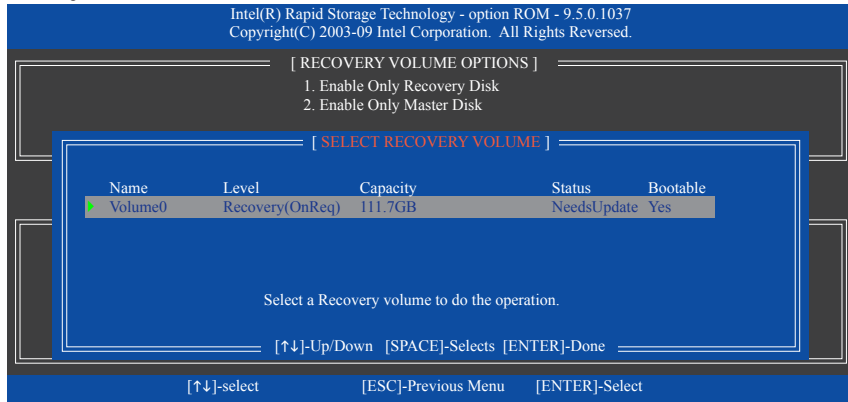 Intel(R) Rapid Storage Technology - option ROM - 9.5.0.1037
Copyright(C) 2003-09 Intel Corporation. All Rights Reversed.
[ RECOVERY VOLUME OPTIONS ]
1. Enable Only Recovery Disk
2. Enable Only Master Disk
[ SELECT RECOVERY VOLUME ]
Name Level Capacity Status Bootable
Volume0 Recovery(OnReq) 111.7GB NeedsUpdate Yes
Select a Recovery volume to do the operation.
[↑↓]-Up/Down [SPACE]-Selects [ENTER]-Done
[↑↓]-select [ESC]-Previous Menu [ENTER]-Select